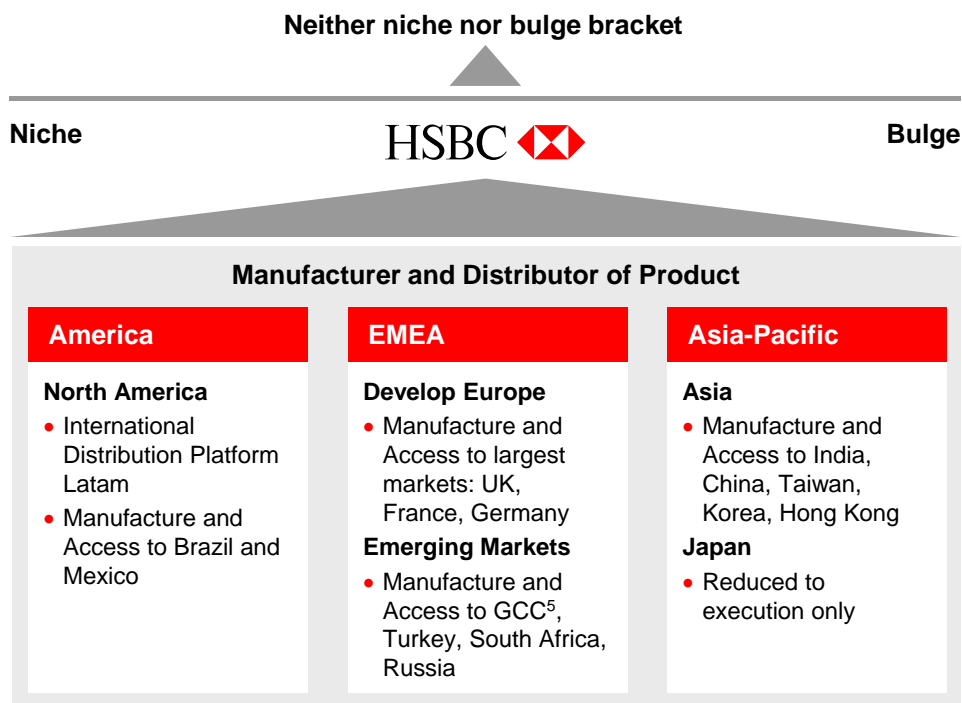 Neither niche nor bulge bracket
Niche
HSBC
Bulge
Manufacturer and Distributor of Product
America
North America
• International
Distribution Platform
Latam
• Manufacture and
Access to Brazil and
Mexico
EMEA
Develop Europe
• Manufacture and
Access to largest
markets: UK,
France, Germany
Emerging Markets
• Manufacture and
Access to GCC⁵,
Turkey, South Africa,
Russia
Asia-Pacific
Asia
• Manufacture and
Access to India,
China, Taiwan,
Korea, Hong Kong
Japan
• Reduced to
execution only